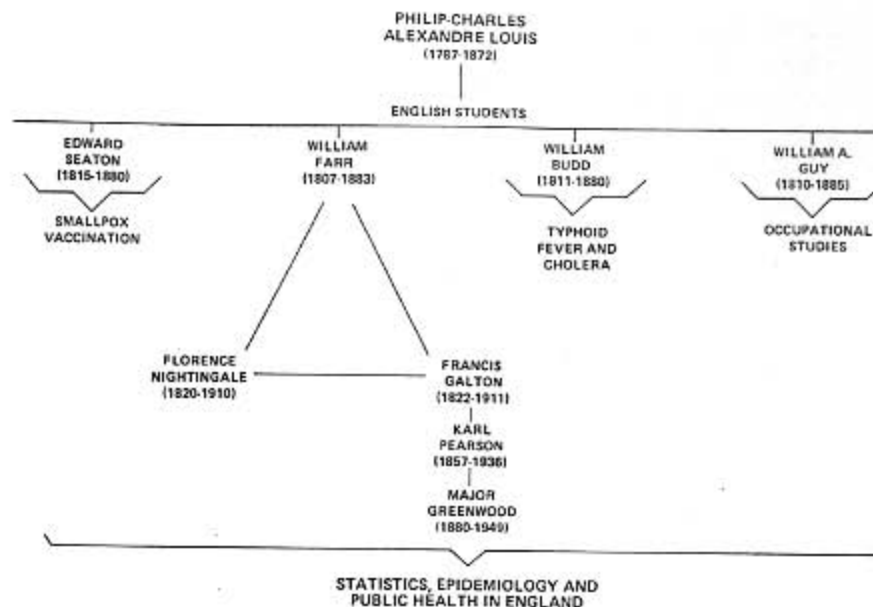 PHILIP-CHARLES
ALEXANDRE LOUIS
(1787-1872)
ENGLISH STUDENTS
EDWARD
SEATON
(1815-1880)
SMALLPOX
VACCINATION
WILLIAM
FARR
(1807-1883)
WILLIAM
BUDD
(1811-1880)
TYPHOID
FEVER AND
CHOLERA
WILLIAM A.
GUY
(1810-1885)
OCCUPATIONAL
STUDIES
FLORENCE
NIGHTINGALE
(1820-1910)
FRANCIS
GALTON
(1822-1911)
KARL
PEARSON
(1857-1936)
MAJOR
GREENWOOD
(1880-1949)
STATISTICS, EPIDEMIOLOGY AND
PUBLIC HEALTH IN ENGLAND